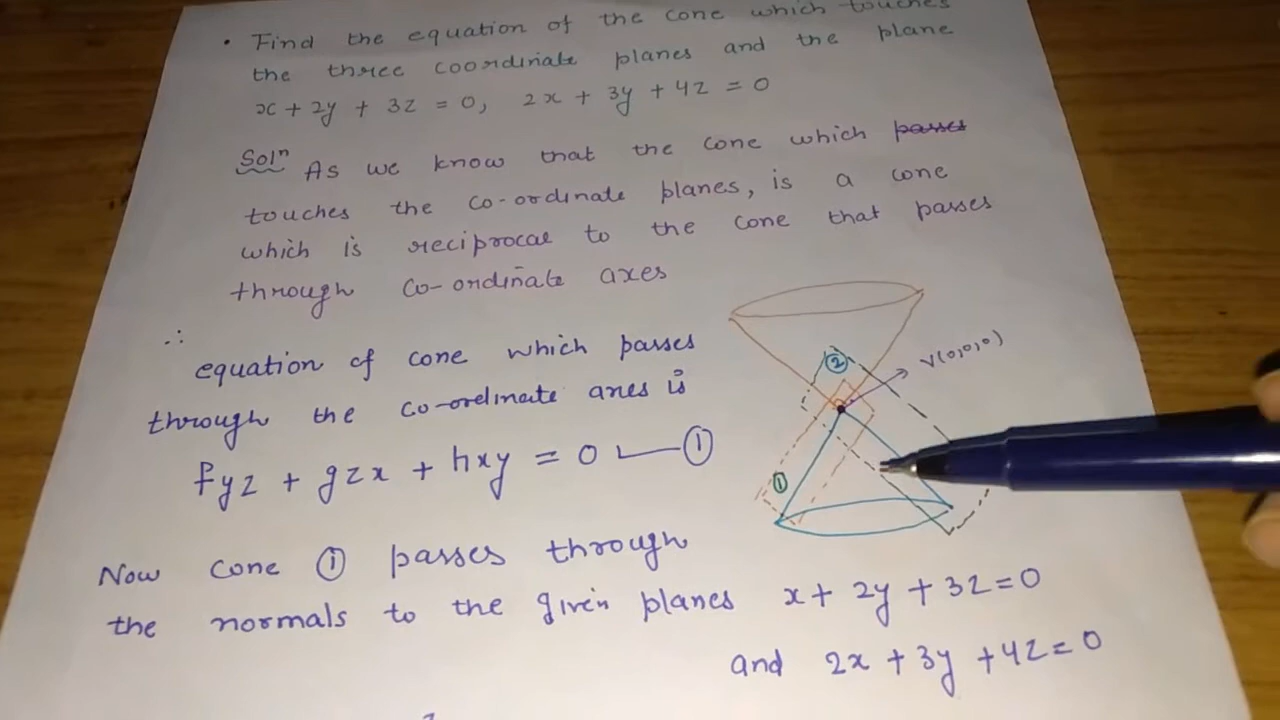 • Find the equation of the cone which touches
the three coordinate planes and the plane
x + 2y + 3z = 0, 2x + 3y + 4z = 0
Solⁿ As we know that the cone which passes
touches the co-ordinate planes, is a cone
which is reciprocal to the cone that passes
through co-ordinate axes
∴
equation of cone which passes
through the co-ordinate axes is
fyz + gzx + hxy = 0 — ①
②
V(0,0,0)
①
Now cone ① passes through
the normals to the given planes x + 2y + 3z = 0
and 2x + 3y + 4z = 0